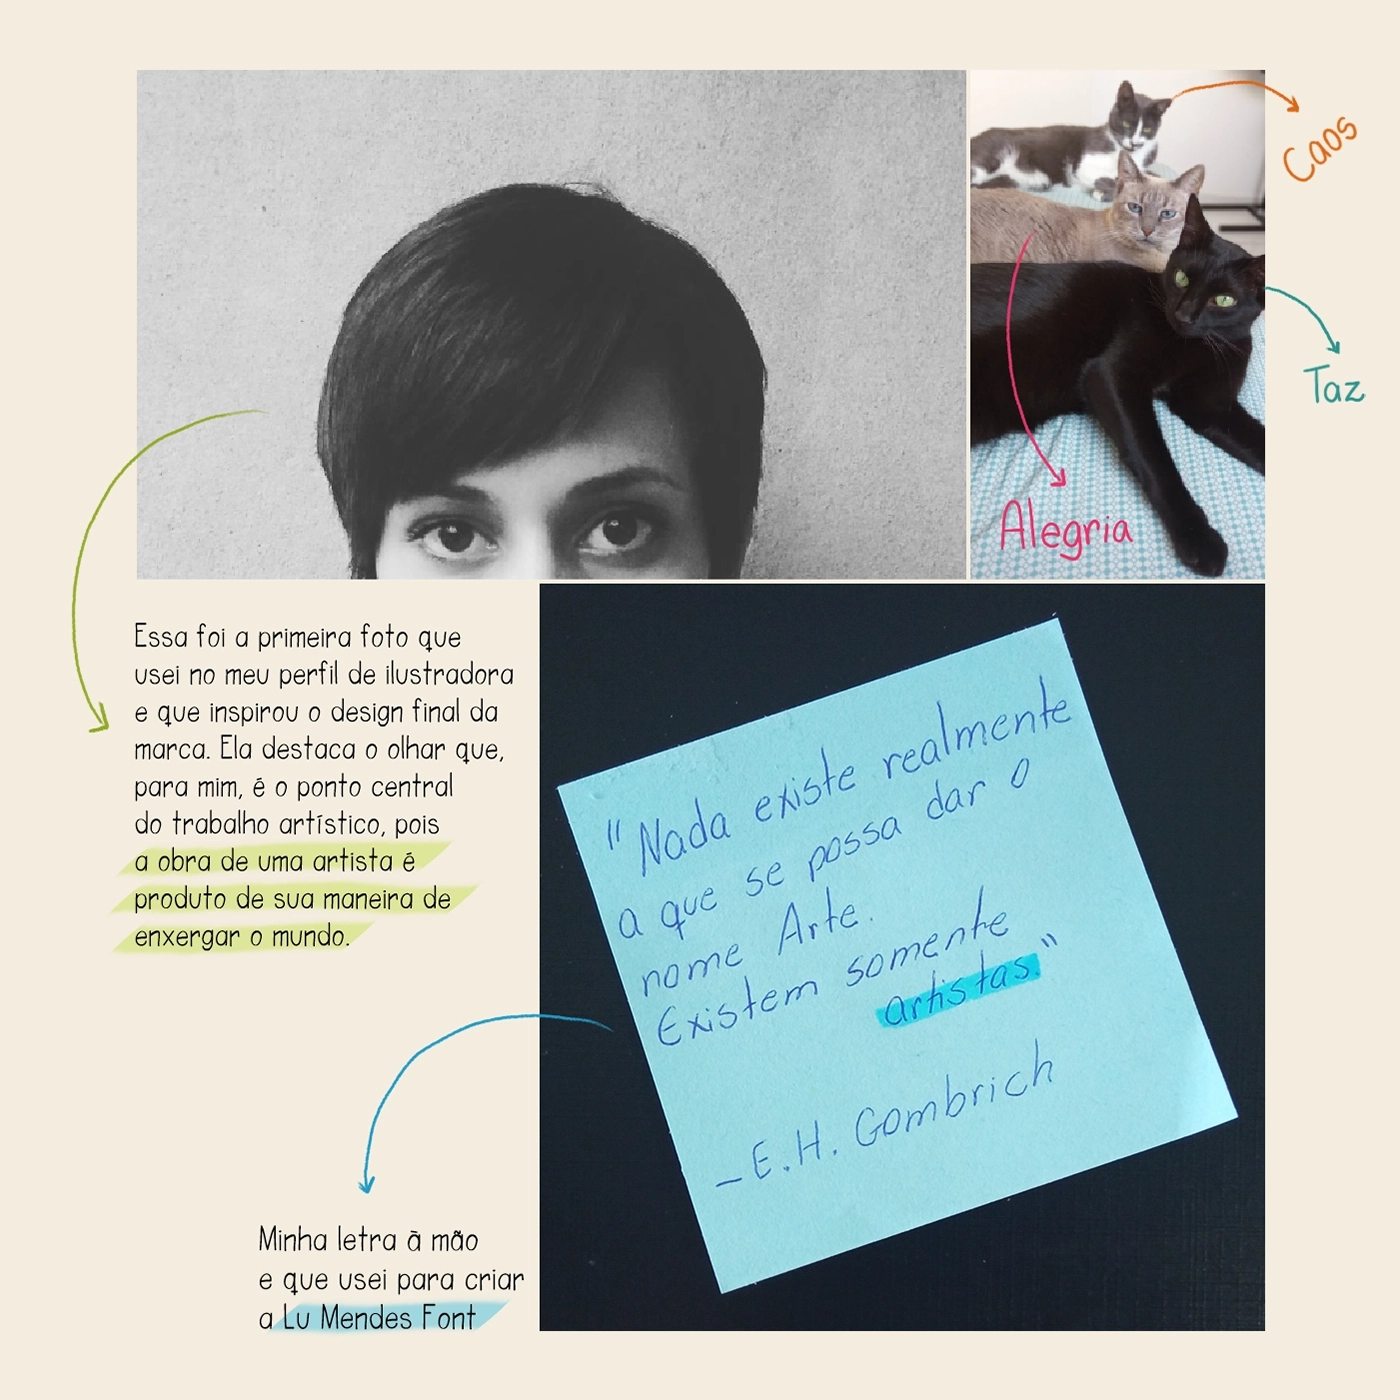 Caos
Taz
Alegria
Essa foi a primeira foto que
usei no meu perfil de ilustradora
e que inspirou o design final da
marca. Ela destaca o olhar que,
para mim, é o ponto central
do trabalho artístico, pois
a obra de uma artista é
produto de sua maneira de
enxergar o mundo.
"Nada existe realmente
a que se possa dar o
nome Arte.
Existem somente
artistas."
_E.H. Gombrich
Minha letra à mão
e que usei para criar
a Lu Mendes Font